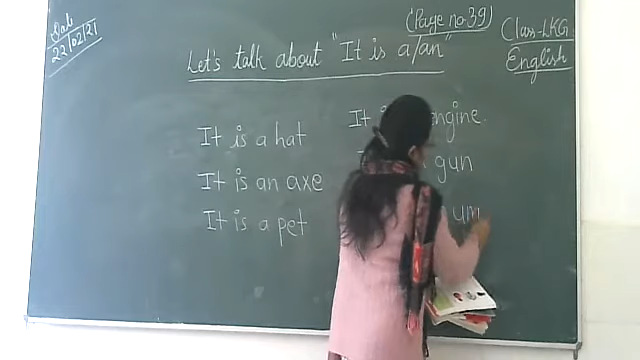 Date
22/02/21
(Page no. 39)
Class-LKG
English
Let's talk about "It is a/an"
It is a hat
It is an axe
It is a pet
It engine
gun
um